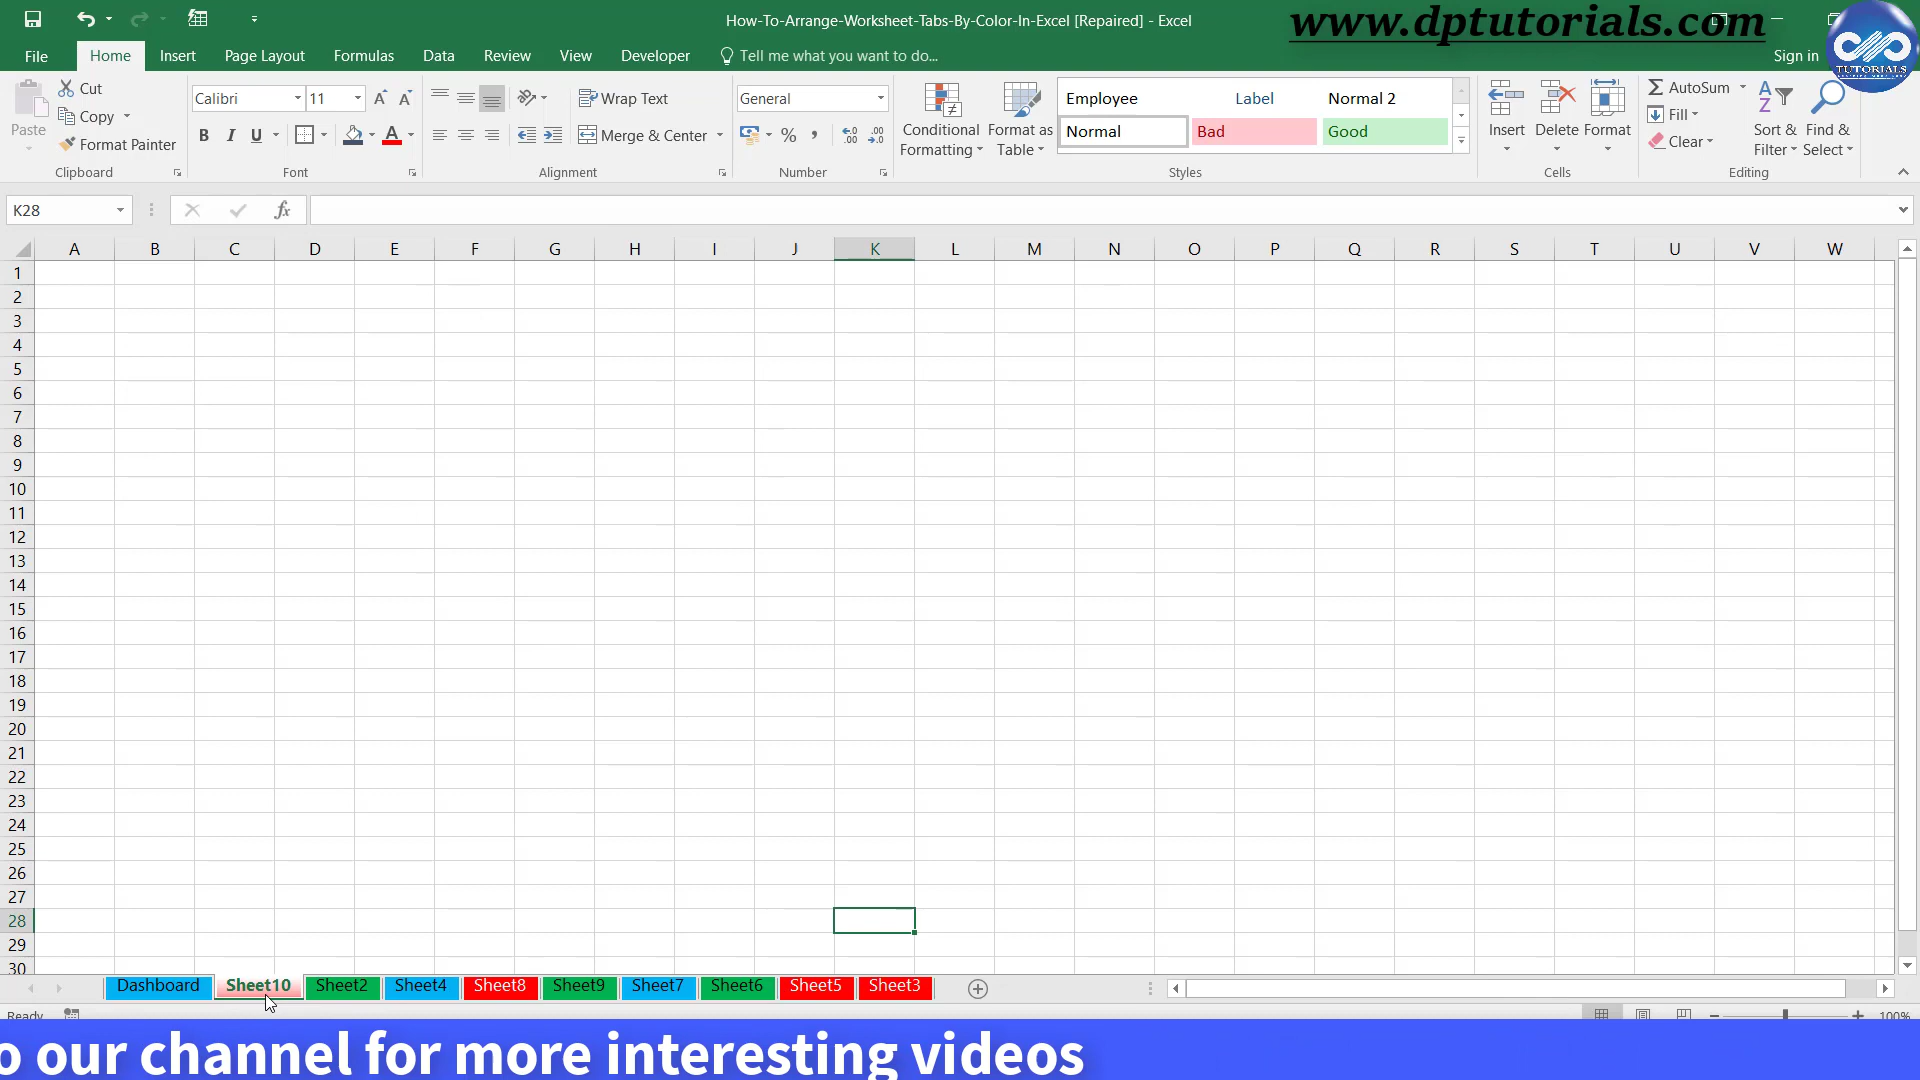 How-To-Arrange-Worksheet-Tabs-By-Color-In-Excel [Repaired] - Excel
www.dptutorials.com
File Home Insert Page Layout Formulas Data Review View Developer Tell me what you want to do... Sign in
TUTORIALS
Paste
Cut
Copy
Format Painter
Clipboard
Calibri 11
B I U
Font
Wrap Text
Merge & Center
Alignment
General
%
Number
Conditional Formatting
Format as Table
Employee Label Normal 2
Normal Bad Good
Styles
Insert Delete Format
Cells
AutoSum
Fill
Clear
Sort & Filter
Find & Select
Editing
K28 fx
A B C D E F G H I J K L M N O P Q R S T U V W
1
2
3
4
5
6
7
8
9
10
11
12
13
14
15
16
17
18
19
20
21
22
23
24
25
26
27
28
29
30
Dashboard Sheet10 Sheet2 Sheet4 Sheet8 Sheet9 Sheet7 Sheet6 Sheet5 Sheet3
Ready 100%
o our channel for more interesting videos